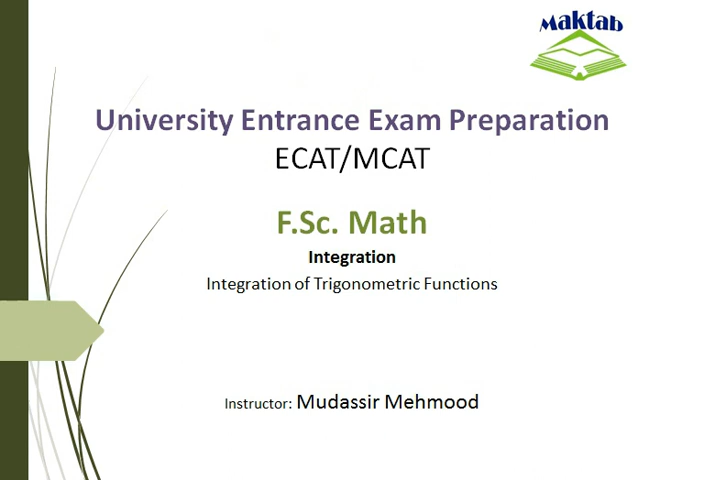 Maktab
University Entrance Exam Preparation
ECAT/MCAT
F.Sc. Math
Integration
Integration of Trigonometric Functions
Instructor: Mudassir Mehmood